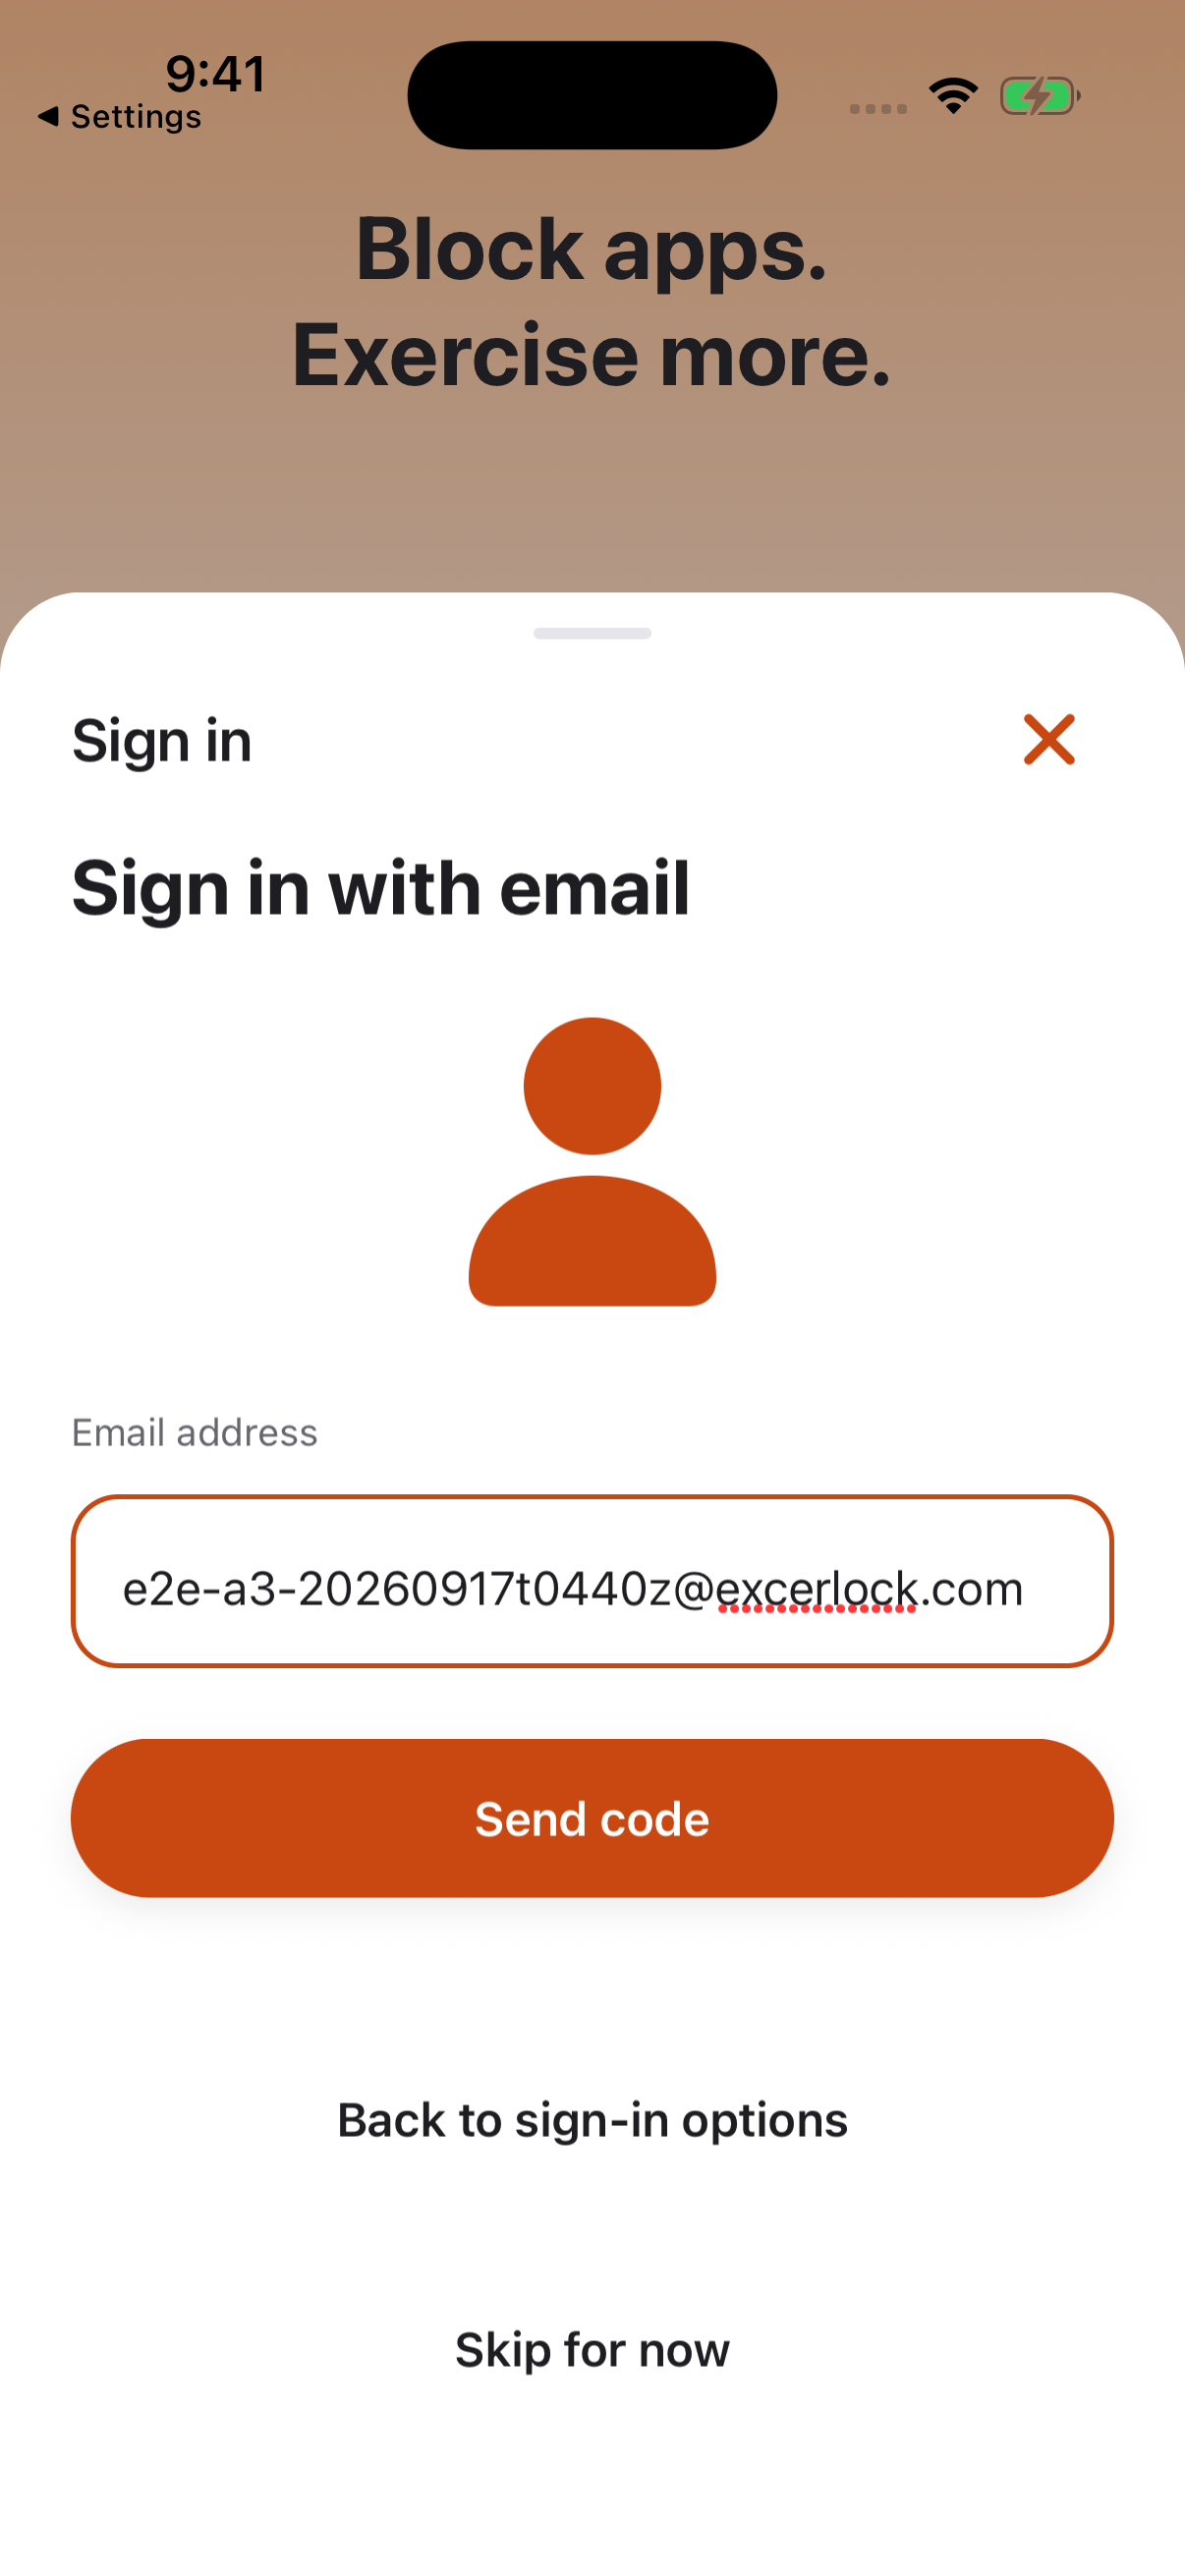 9:41
◀ Settings
Block apps.
Exercise more.
Sign in
Sign in with email
Email address
e2e-a3-20260917t0440z@excerlock.com
Send code
Back to sign-in options
Skip for now